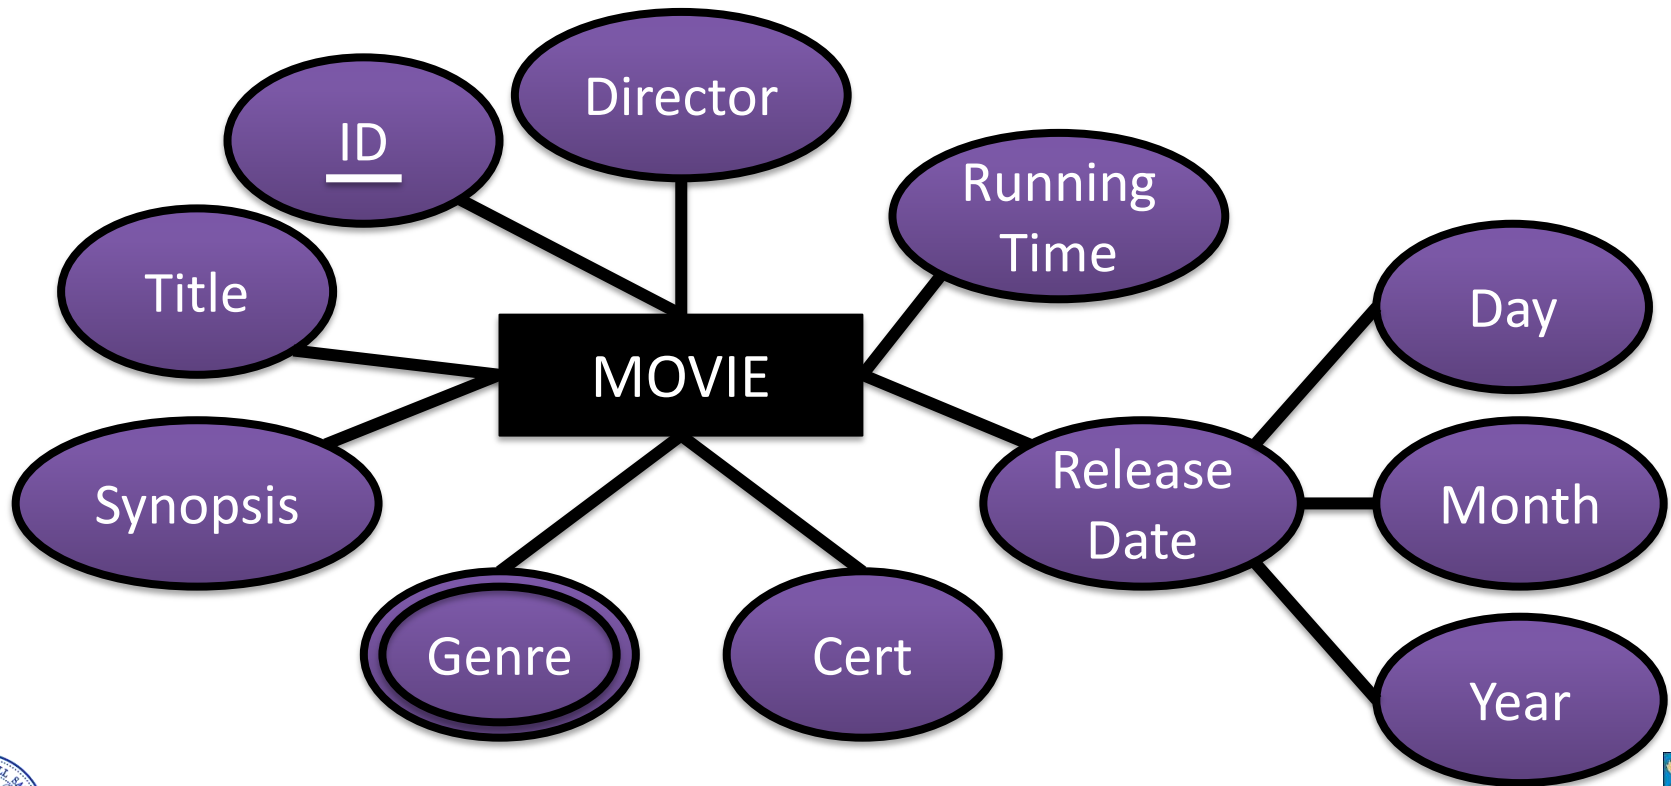 Director
ID
Running
Time
Title
Day
MOVIE
Release
Date
Synopsis
Month
Genre
Cert
Year